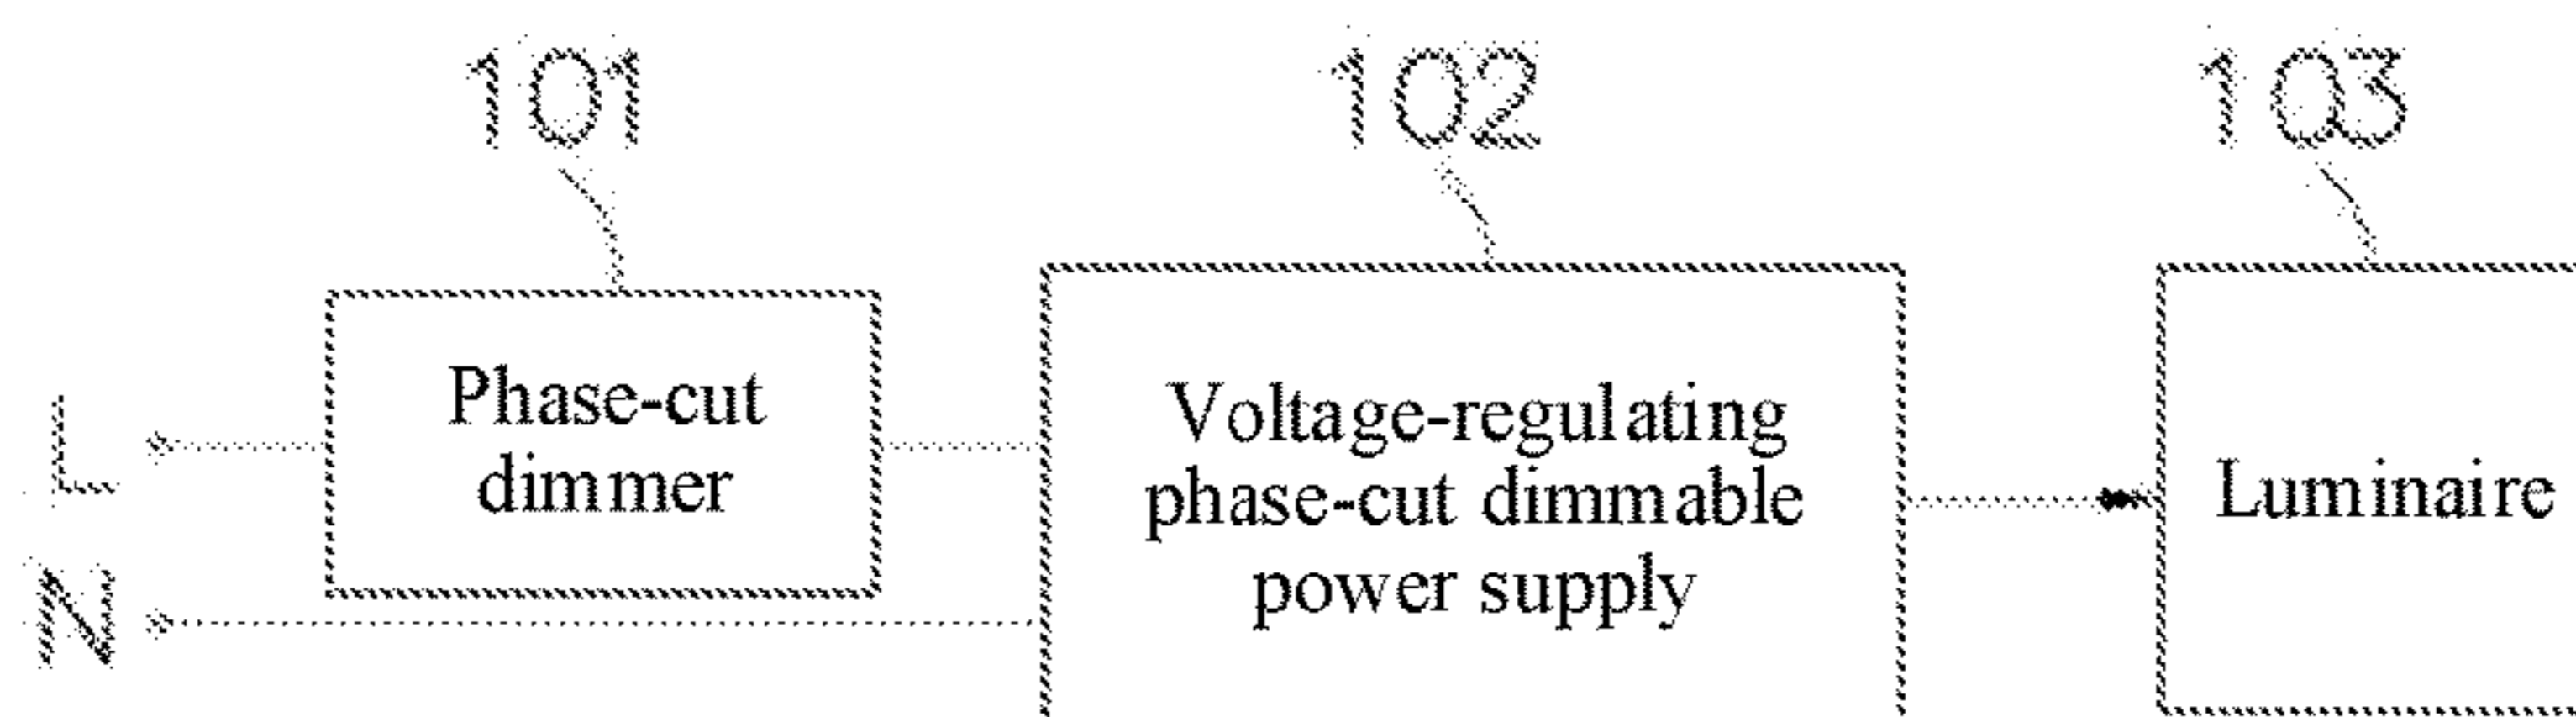 101
102
103
L
N
Phase-cut
dimmer
Voltage-regulating
phase-cut dimmable
power supply
Luminaire